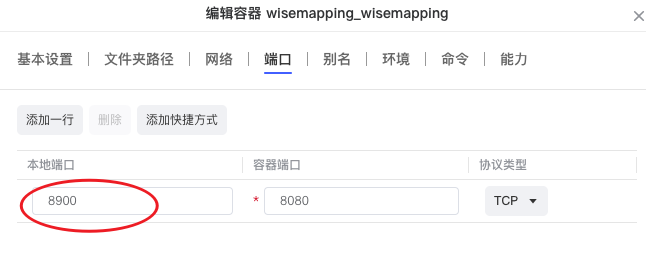 编辑容器 wisemapping_wisemapping
基本设置 文件夹路径 网络 端口 别名 环境 命令 能力
添加一行 删除 添加快捷方式
本地端口 容器端口 协议类型
8900 * 8080 TCP